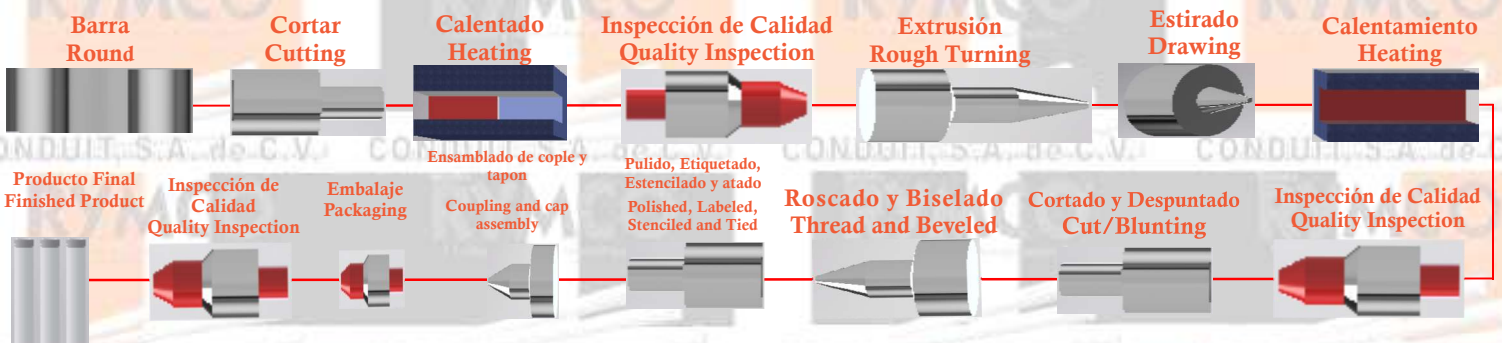 Barra
Round
Cortar
Cutting
Calentado
Heating
Inspección de Calidad
Quality Inspection
Extrusión
Rough Turning
Estirado
Drawing
Calentamiento
Heating
CONDUIT, S.A. de C.V.
CONDUIT, S.A. de C.V.
CONDUIT, S.A. de C.V.
CONDUIT, S.A. de C.V.
Producto Final
Finished Product
Inspección de
Calidad
Quality Inspection
Embalaje
Packaging
Ensamblado de cople y
tapon
Coupling and cap
assembly
Pulido, Etiquetado,
Estencilado y atado
Polished, Labeled,
Stenciled and Tied
Roscado y Biselado
Thread and Beveled
Cortado y Despuntado
Cut/Blunting
Inspección de Calidad
Quality Inspection